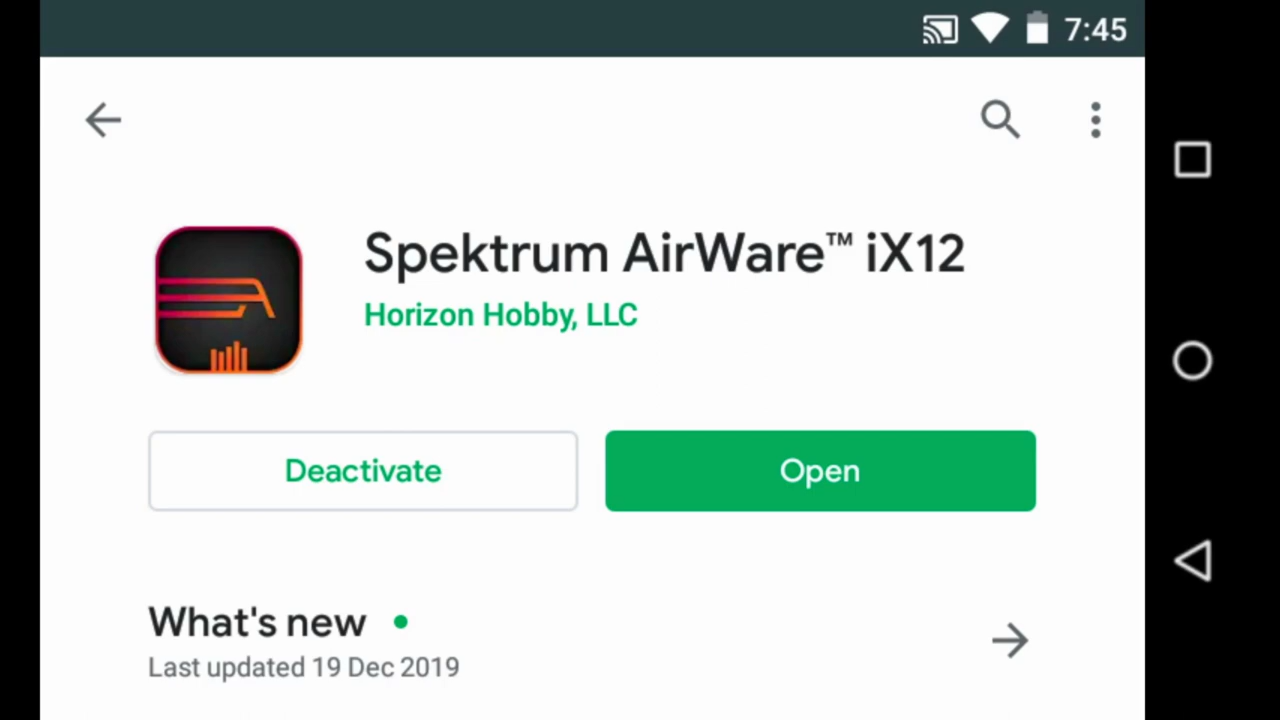 7:45
Spektrum AirWare™ iX12
Horizon Hobby, LLC
Deactivate
Open
What's new
Last updated 19 Dec 2019